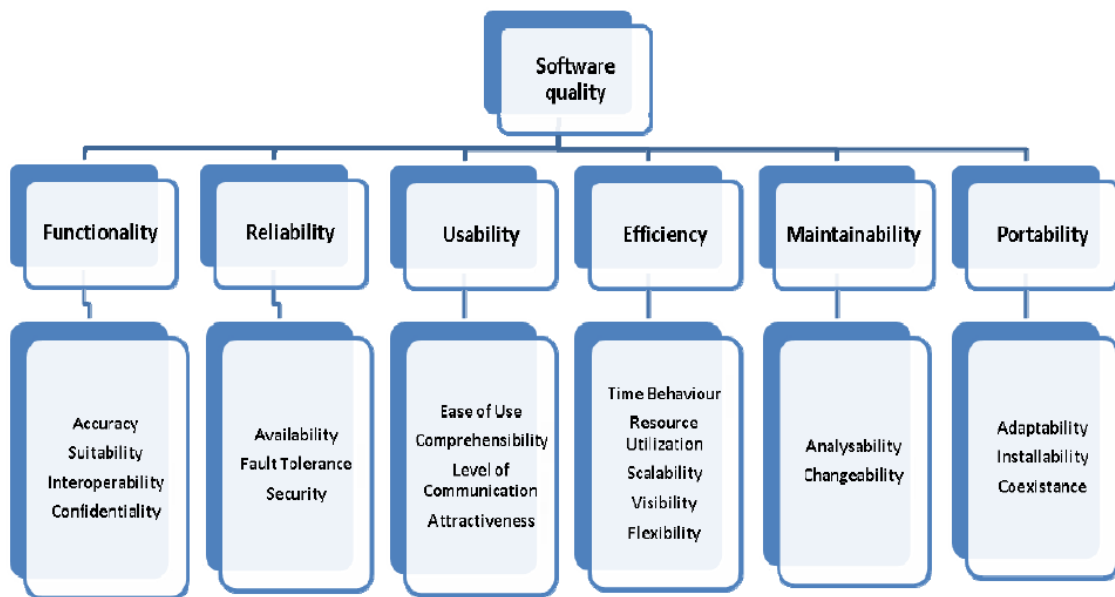 Software
quality
Functionality
Reliability
Usability
Efficiency
Maintainability
Portability
Accuracy
Suitability
Interoperability
Confidentiality
Availability
Fault Tolerance
Security
Ease of Use
Comprehensibility
Level of
Communication
Attractiveness
Time Behaviour
Resource
Utilization
Scalability
Visibility
Flexibility
Analysability
Changeability
Adaptability
Installability
Coexistance